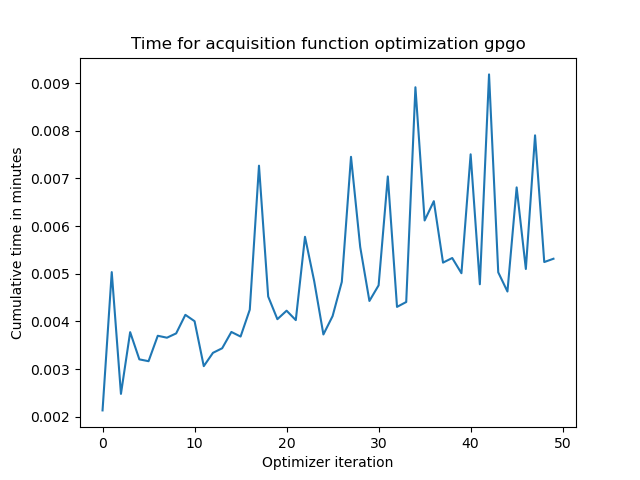 Time for acquisition function optimization gpgo
0.009
0.008
0.007
0.006
0.005
0.004
0.003
0.002
Cumulative time in minutes
0 10 20 30 40 50
Optimizer iteration